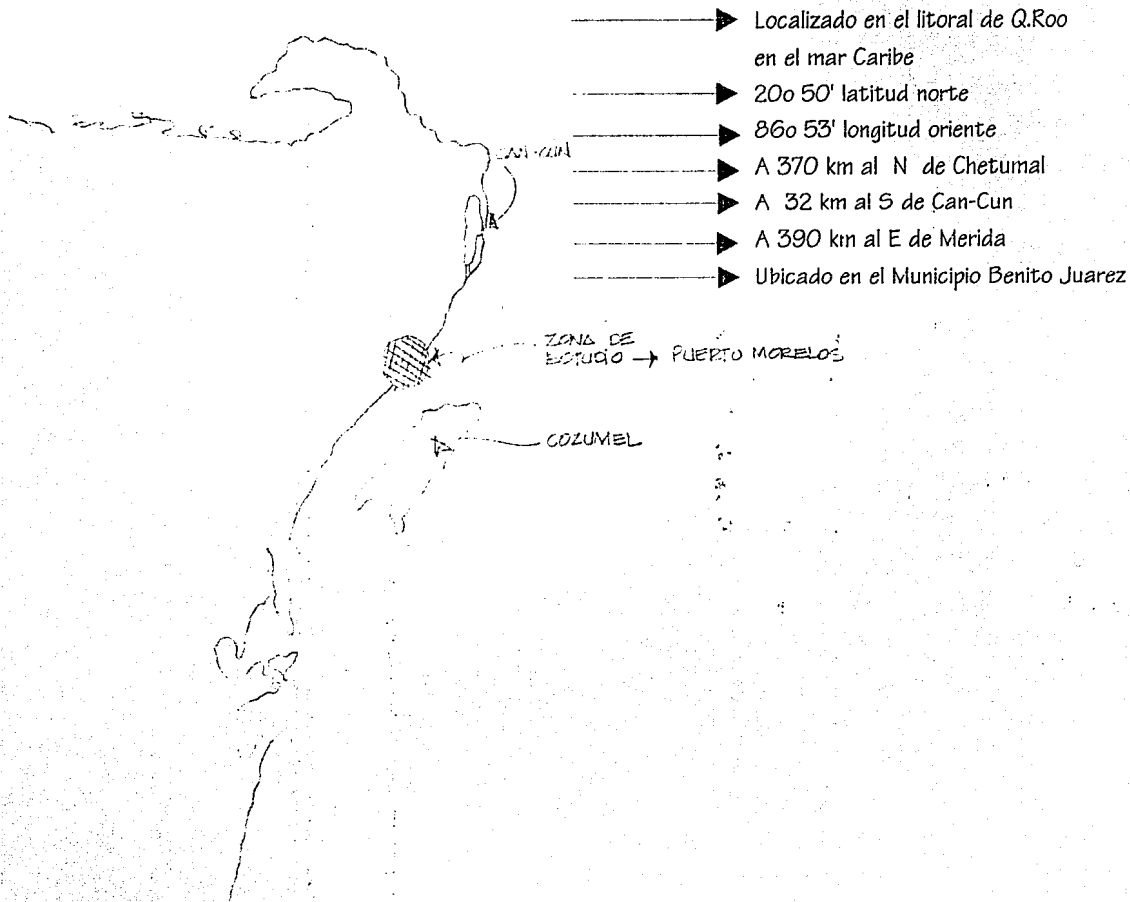 Localizado en el litoral de Q.Roo
en el mar Caribe
20o 50' latitud norte
86o 53' longitud oriente
A 370 km al N de Chetumal
A 32 km al S de Can-Cun
A 390 km al E de Merida
Ubicado en el Municipio Benito Juarez
CAN-CUN
ZONA DE
ESTUDIO → PUERTO MORELOS
COZUMEL